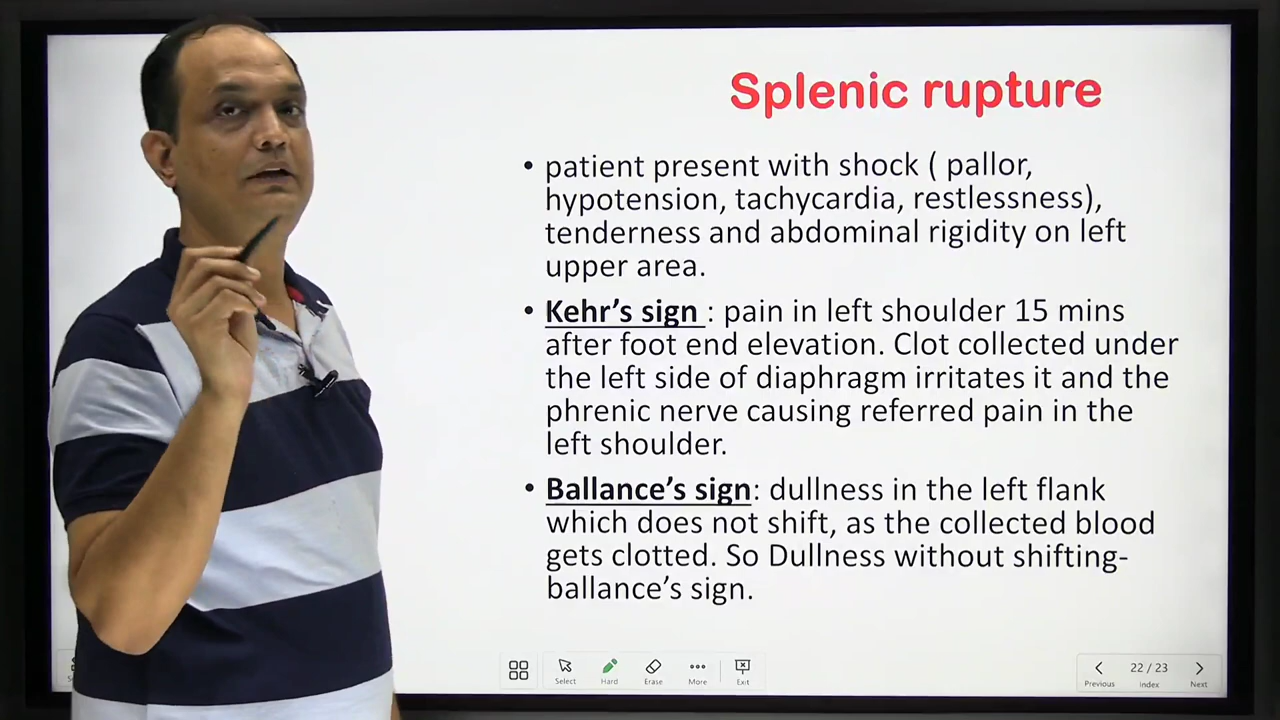 Splenic rupture
• patient present with shock ( pallor,
hypotension, tachycardia, restlessness),
tenderness and abdominal rigidity on left
upper area.
• Kehr’s sign : pain in left shoulder 15 mins
after foot end elevation. Clot collected under
the left side of diaphragm irritates it and the
phrenic nerve causing referred pain in the
left shoulder.
• Ballance’s sign: dullness in the left flank
which does not shift, as the collected blood
gets clotted. So Dullness without shifting-
ballance’s sign.
Select Hard Erase More Exit
22 / 23
Previous Index Next